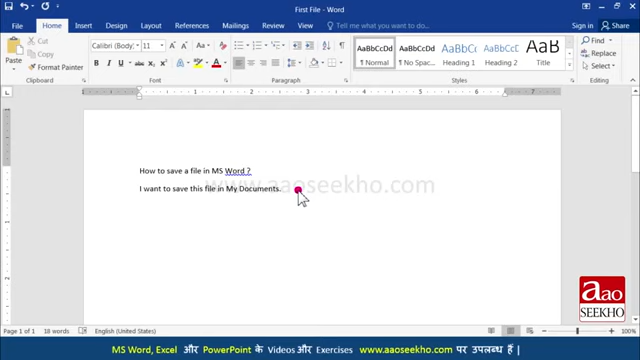 First File - Word
File Home Insert Design Layout References Mailings Review View Tell me what you want to do... Sign in Share
Paste Cut Copy Format Painter Clipboard
Calibri (Body) 11 Font
Paragraph
AaBbCcDd ¶ Normal AaBbCcDd ¶ No Spac... AaBbCc Heading 1 AaBbCcC Heading 2 AaB Title Styles
Find Replace Select Editing
How to save a file in MS Word ?
I want to save this file in My Documents.
www.aaoseekho.com
aao
SEEKHO
Page 1 of 1 18 words English (United States) 100%
MS Word, Excel और PowerPoint के Videos और Exercises www.aaoseekho.com पर उपलब्ध हैं |